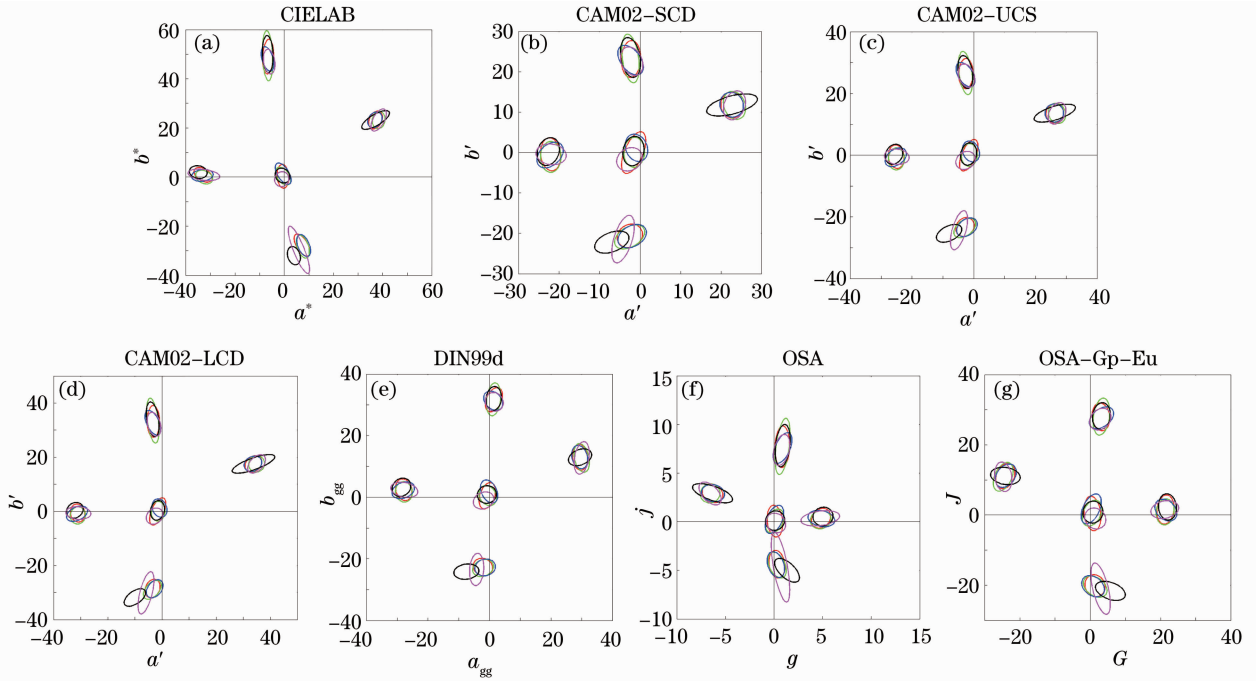 CIELAB
(a)
60
40
20
0
−20
−40
b*
−40 −20 0 20 40 60
a*
CAM02−SCD
(b)
30
20
10
0
−10
−20
−30
b′
−30 −20 −10 0 10 20 30
a′
CAM02−UCS
(c)
40
20
0
−20
−40
b′
−40 −20 0 20 40
a′
CAM02−LCD
(d)
40
20
0
−20
−40
b′
−40 −20 0 20 40
a′
DIN99d
(e)
40
20
0
−20
−40
b gg
−40 −20 0 20 40
a gg
OSA
(f)
15
10
5
0
−5
−10
j
−10 −5 0 5 10 15
g
OSA−Gp−Eu
(g)
40
20
0
−20
J
−20 0 20 40
G